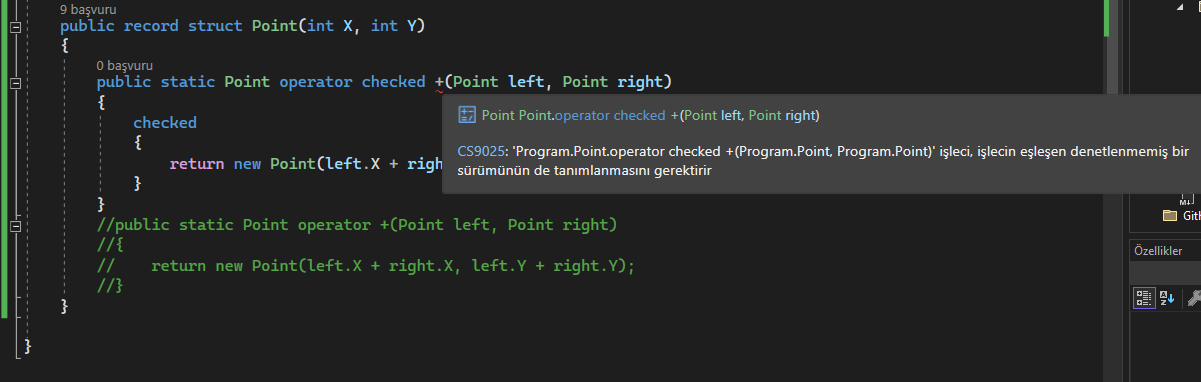 9 başvuru
public record struct Point(int X, int Y)
{
0 başvuru
public static Point operator checked +(Point left, Point right)
{
Point Point.operator checked +(Point left, Point right)
checked
{
CS9025: 'Program.Point.operator checked +(Program.Point, Program.Point)' işleci, işlecin eşleşen denetlenmemiş bir
return new Point(left.X + righ
sürümünün de tanımlanmasını gerektirir
}
}
//public static Point operator +(Point left, Point right)
//{
//    return new Point(left.X + right.X, left.Y + right.Y);
//}
}
}
M↓
Gith
Özellikler